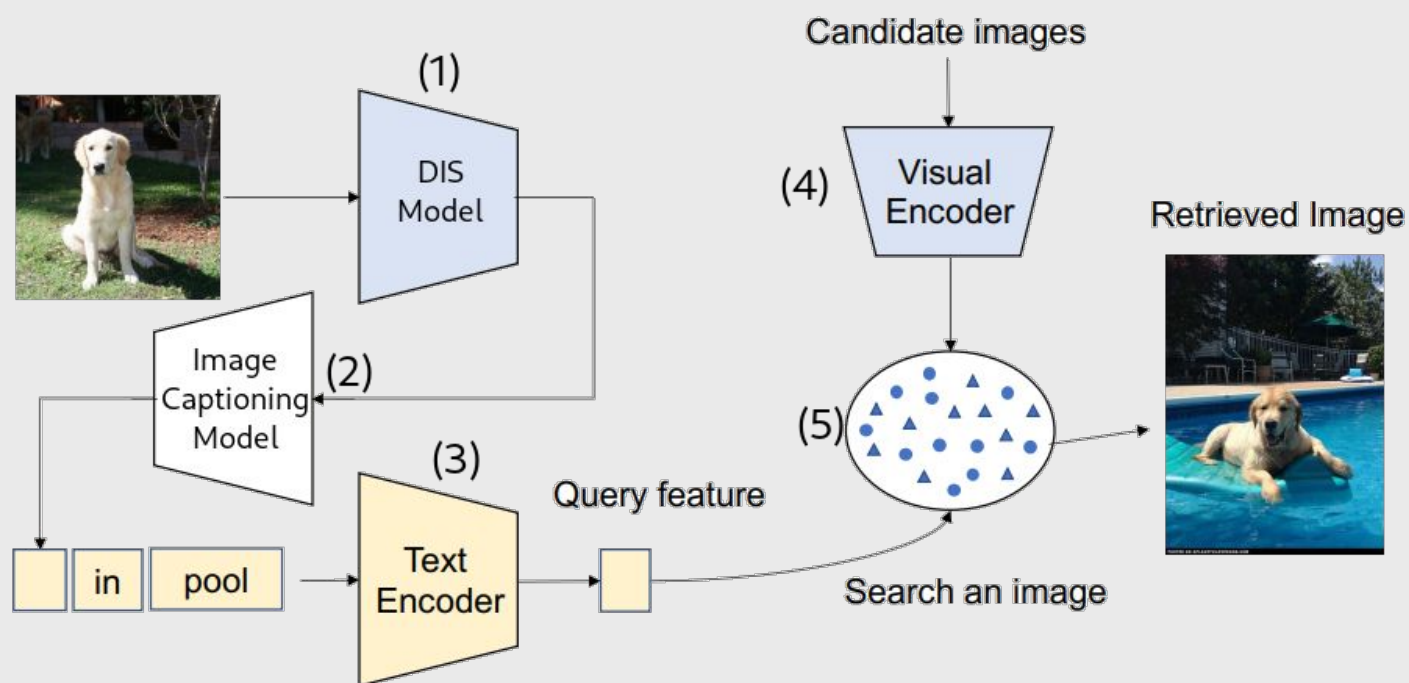 Candidate images
(1)
DIS
Model
(4)
Visual
Encoder
Retrieved Image
Image
Captioning
Model
(2)
(5)
(3)
Query feature
in
pool
Text
Encoder
Search an image